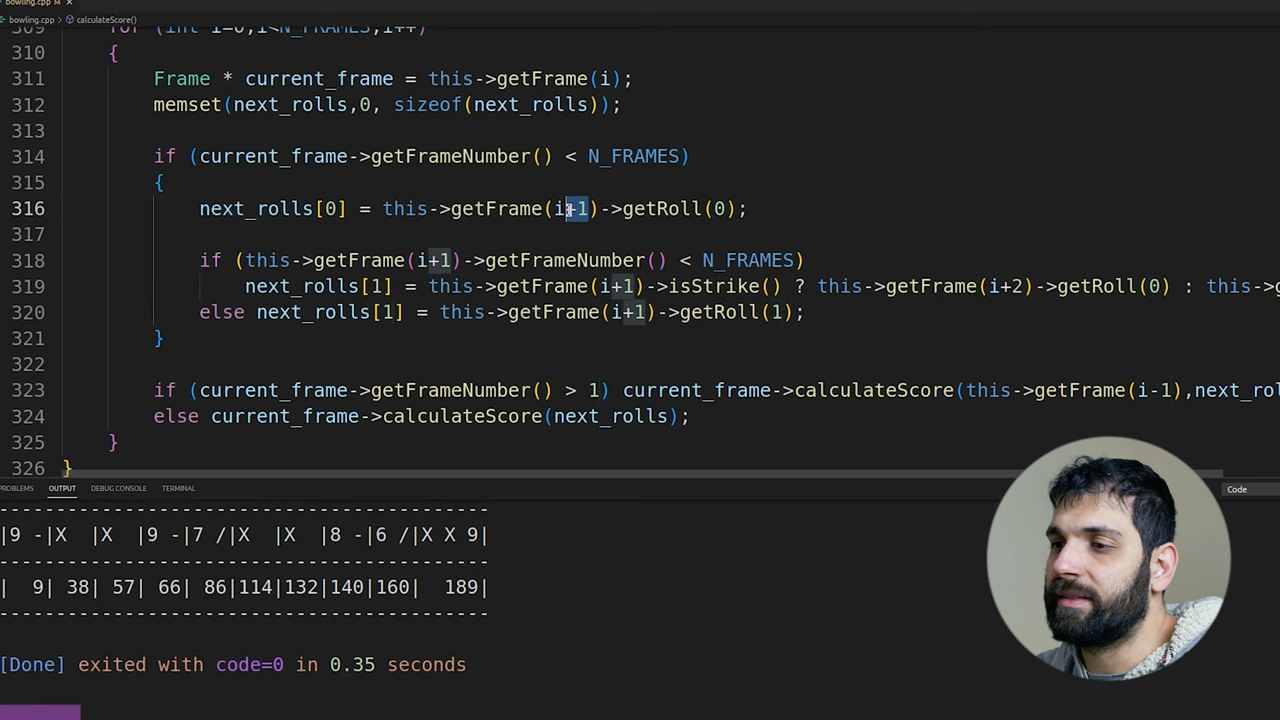 bowling.cpp M ×
bowling.cpp > calculateScore()
309 for (int i=0;i<N_FRAMES;i++)
310 {
311 Frame * current_frame = this->getFrame(i);
312 memset(next_rolls,0, sizeof(next_rolls));
313
314 if (current_frame->getFrameNumber() < N_FRAMES)
315 {
316 next_rolls[0] = this->getFrame(i+1)->getRoll(0);
317
318 if (this->getFrame(i+1)->getFrameNumber() < N_FRAMES)
319 next_rolls[1] = this->getFrame(i+1)->isStrike() ? this->getFrame(i+2)->getRoll(0) : this->g
320 else next_rolls[1] = this->getFrame(i+1)->getRoll(1);
321 }
322
323 if (current_frame->getFrameNumber() > 1) current_frame->calculateScore(this->getFrame(i-1),next_rol
324 else current_frame->calculateScore(next_rolls);
325 }
326 }
PROBLEMS OUTPUT DEBUG CONSOLE TERMINAL Code
------------------------------------------
|9 -|X |X |9 -|7 /|X |X |8 -|6 /|X X 9|
------------------------------------------
| 9| 38| 57| 66| 86|114|132|140|160| 189|
------------------------------------------
[Done] exited with code=0 in 0.35 seconds